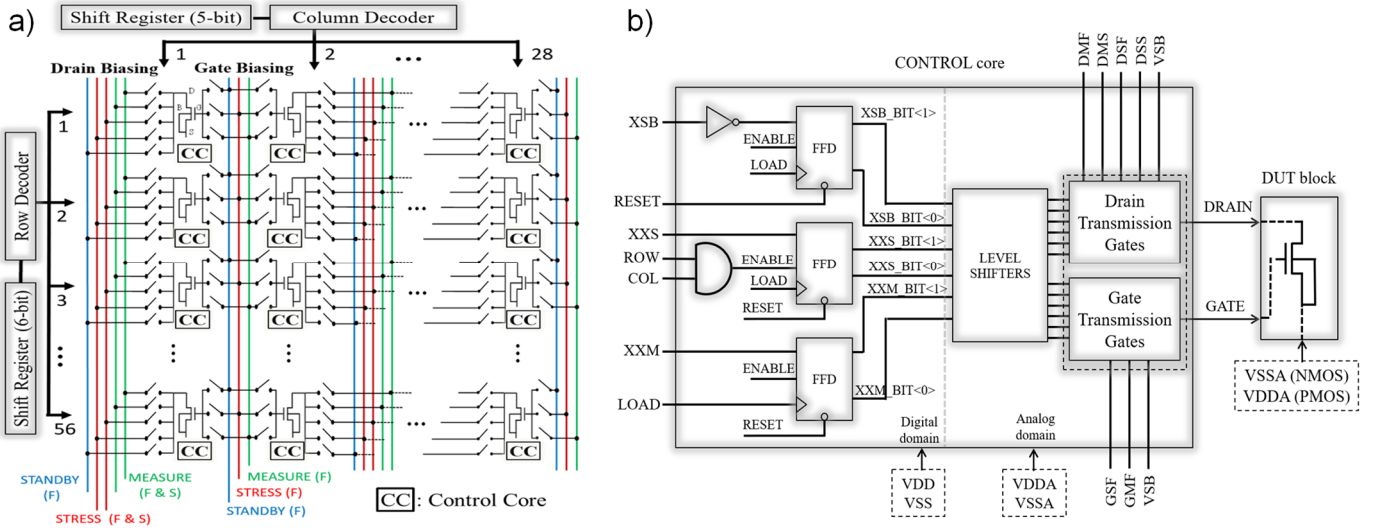 a)
Shift Register (5-bit)
Column Decoder
1
2
...
28
Drain Biasing
Gate Biasing
D
B
G
S
Row Decoder
Shift Register (6-bit)
1
CC
CC
...
CC
2
CC
CC
...
CC
3
CC
CC
...
CC
56
CC
CC
...
CC
STANDBY
(F)
STRESS (F & S)
MEASURE
(F & S)
MEASURE (F)
STRESS (F)
STANDBY (F)
CC : Control Core
b)
CONTROL core
DMF
DMS
DSF
DSS
VSB
XSB
ENABLE
LOAD
FFD
XSB_BIT<1>
RESET
XSB_BIT<0>
XXS
ROW
COL
ENABLE
LOAD
RESET
FFD
XXS_BIT<1>
XXS_BIT<0>
XXM_BIT<1>
XXM
ENABLE
FFD
XXM_BIT<0>
LOAD
RESET
LEVEL
SHIFTERS
Drain
Transmission
Gates
Gate
Transmission
Gates
DRAIN
GATE
DUT block
VSSA (NMOS)
VDDA (PMOS)
Digital
domain
Analog
domain
VDD
VSS
VDDA
VSSA
GSF
GMF
VSB